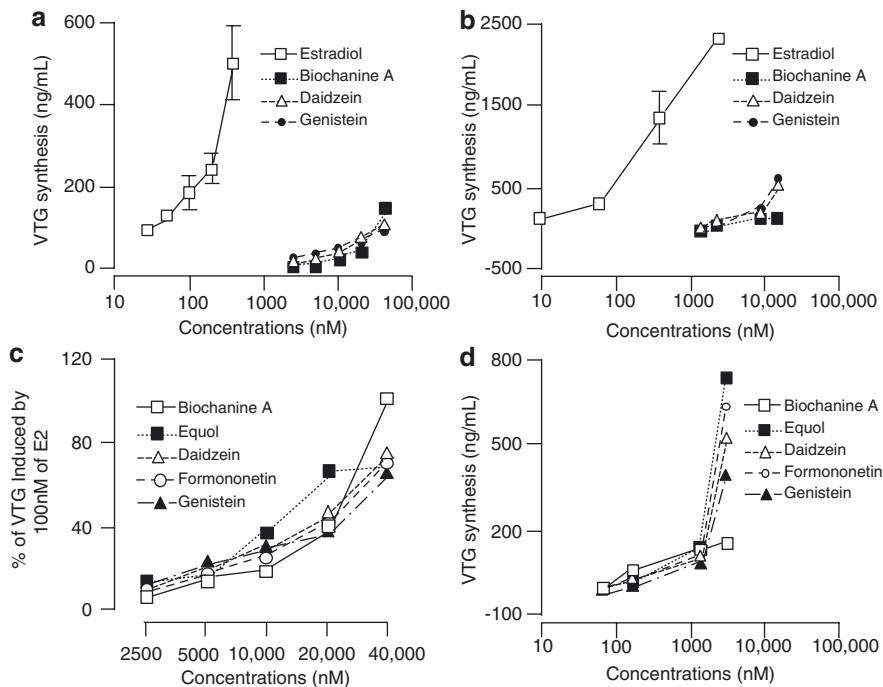 a
600
400
200
0
VTG synthesis (ng/mL)
Estradiol
Biochanine A
Daidzein
Genistein
10
100
1000
10,000
100,000
Concentrations (nM)
b
2500
1500
500
-500
VTG synthesis (ng/mL)
Estradiol
Biochanine A
Daidzein
Genistein
10
100
1000
10,000
100,000
Concentrations (nM)
c
120
80
40
0
% of VTG Induced by
100nM of E2
Biochanine A
Equol
Daidzein
Formononetin
Genistein
2500
5000
10,000
20,000
40,000
Concentrations (nM)
d
800
500
200
-100
VTG synthesis (ng/mL)
Biochanine A
Equol
Daidzein
Formononetin
Genistein
10
100
1000
10,000
100,000
Concentrations (nM)